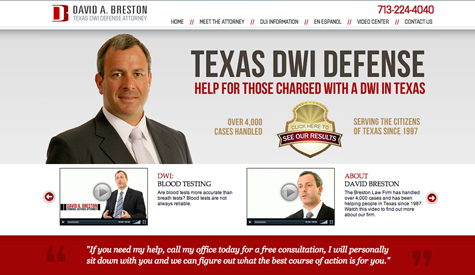 DAVID A. BRESTON
TEXAS DWI DEFENSE ATTORNEY
713-224-4040
HOME // MEET THE ATTORNEY // DUI INFORMATION // EN ESPANOL // VIDEO CENTER // CONTACT US
TEXAS DWI DEFENSE
HELP FOR THOSE CHARGED WITH A DWI IN TEXAS
OVER 4,000
CASES HANDLED
CLICK HERE TO
SEE OUR RESULTS
SERVING THE CITIZENS
OF TEXAS SINCE 1997
DAVID A. BRESTON
DWI:
BLOOD TESTING
Are blood tests more accurate than
breath tests? Blood tests are not
always reliable.
ABOUT
DAVID BRESTON
The Breston Law Firm has handled
over 4,000 cases and has been
helping people in Texas since 1997.
Watch this video to find out more
about our firm.
"If you need my help, call my office today for a free consultation, I will personally
sit down with you and we can figure out what the best course of action is for you."